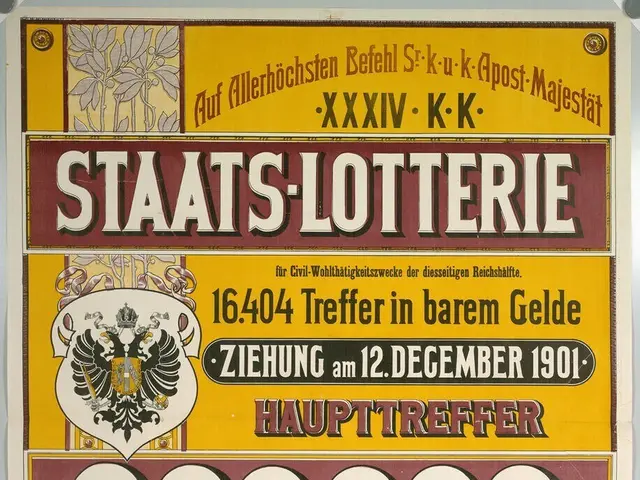 Auf Allerhöchsten Befehl Sr·k·u·k·Apost·Majestät
·XXXIV·K·K·
STAATS-LOTTERIE
für Civil-Wohlthätigkeitszwecke der diesseitigen Reichshälfte.
16.404 Treffer in barem Gelde
·ZIEHUNG am 12. DECEMBER 1901·
HAUPTTREFFER